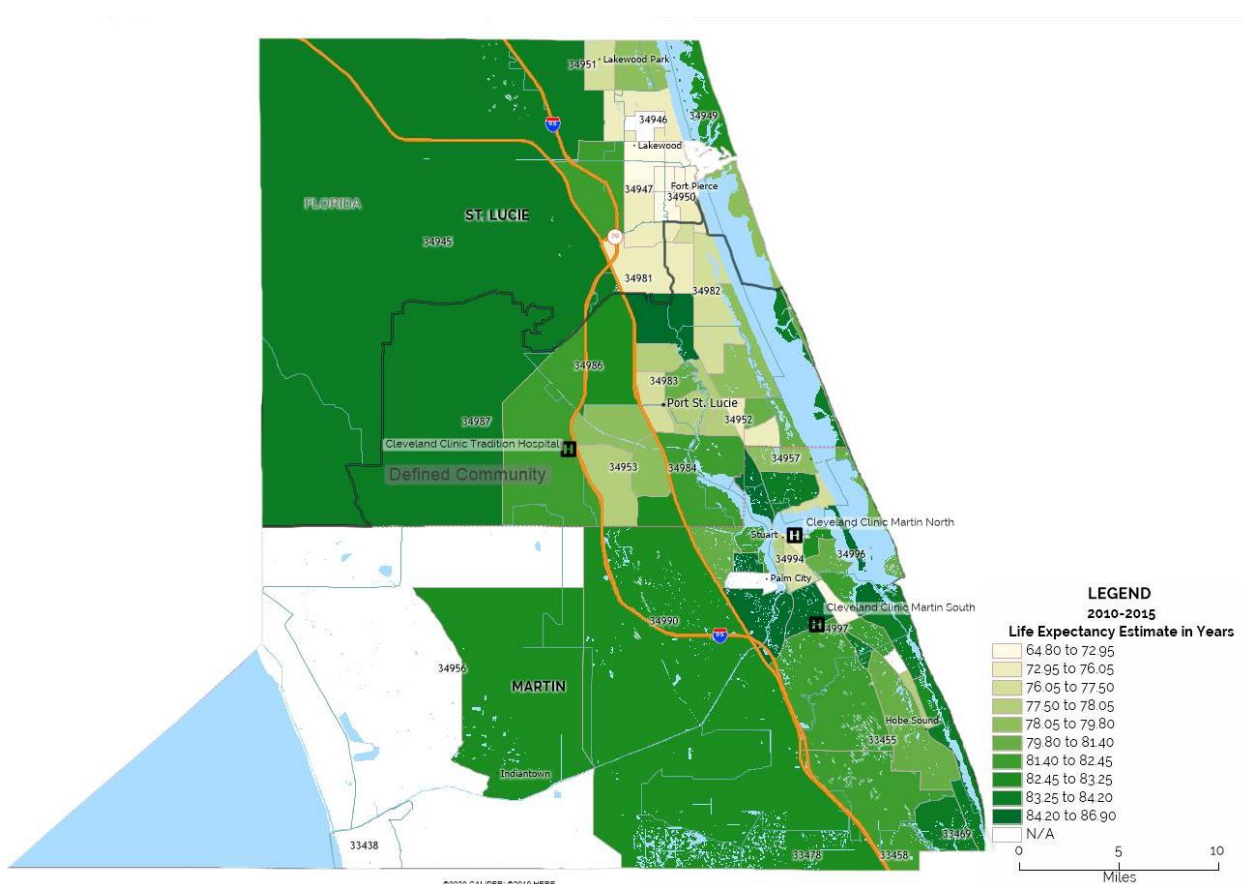 34951
Lakewood Park
95
34946
34949
Lakewood
FLORIDA
ST. LUCIE
34947
Fort Pierce
34950
34945
70
34981
34982
34986
34983
Port St. Lucie
34987
34952
Cleveland Clinic Tradition Hospital
H
34957
Defined Community
34953
34984
Cleveland Clinic Martin North
Stuart
H
34996
34994
Palm City
Cleveland Clinic Martin South
H
4997
34990
95
34956
MARTIN
Hobe Sound
33455
Indiantown
33438
33478
33458
33469
LEGEND
2010-2015
Life Expectancy Estimate in Years
64.80 to 72.95
72.95 to 76.05
76.05 to 77.50
77.50 to 78.05
78.05 to 79.80
79.80 to 81.40
81.40 to 82.45
82.45 to 83.25
83.25 to 84.20
84.20 to 86.90
N/A
0 5 10
Miles